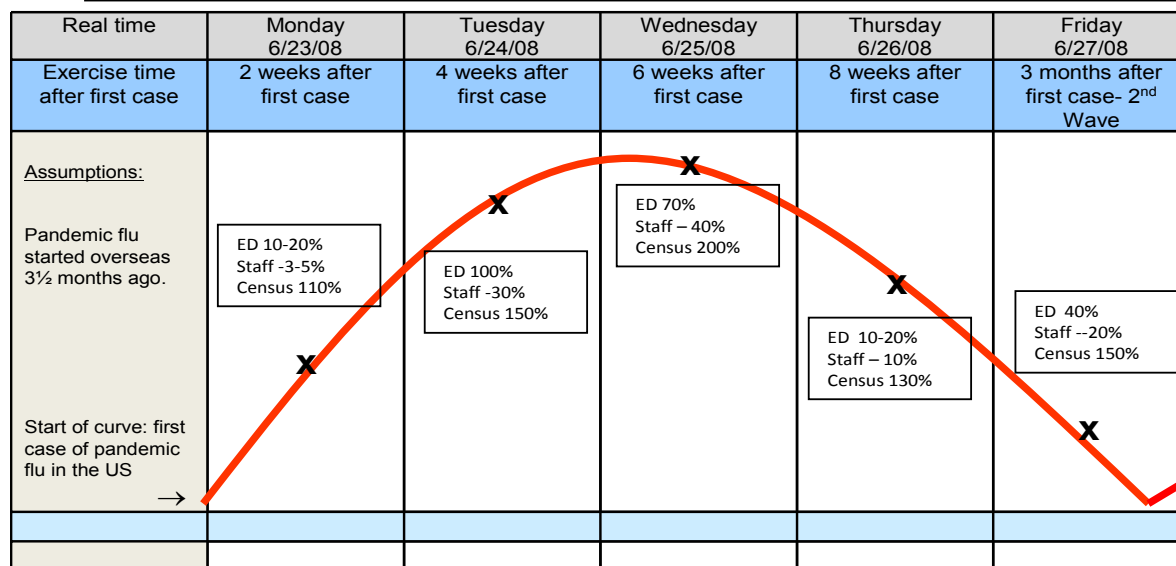 Real time
Monday
6/23/08
Tuesday
6/24/08
Wednesday
6/25/08
Thursday
6/26/08
Friday
6/27/08
Exercise time
after first case
2 weeks after
first case
4 weeks after
first case
6 weeks after
first case
8 weeks after
first case
3 months after
first case- 2nd
Wave
Assumptions:
Pandemic flu
started overseas
3½ months ago.
Start of curve: first
case of pandemic
flu in the US
→
X
ED 10-20%
Staff -3-5%
Census 110%
X
ED 100%
Staff -30%
Census 150%
X
ED 70%
Staff – 40%
Census 200%
X
ED  10-20%
Staff – 10%
Census 130%
ED  40%
Staff --20%
Census 150%
X